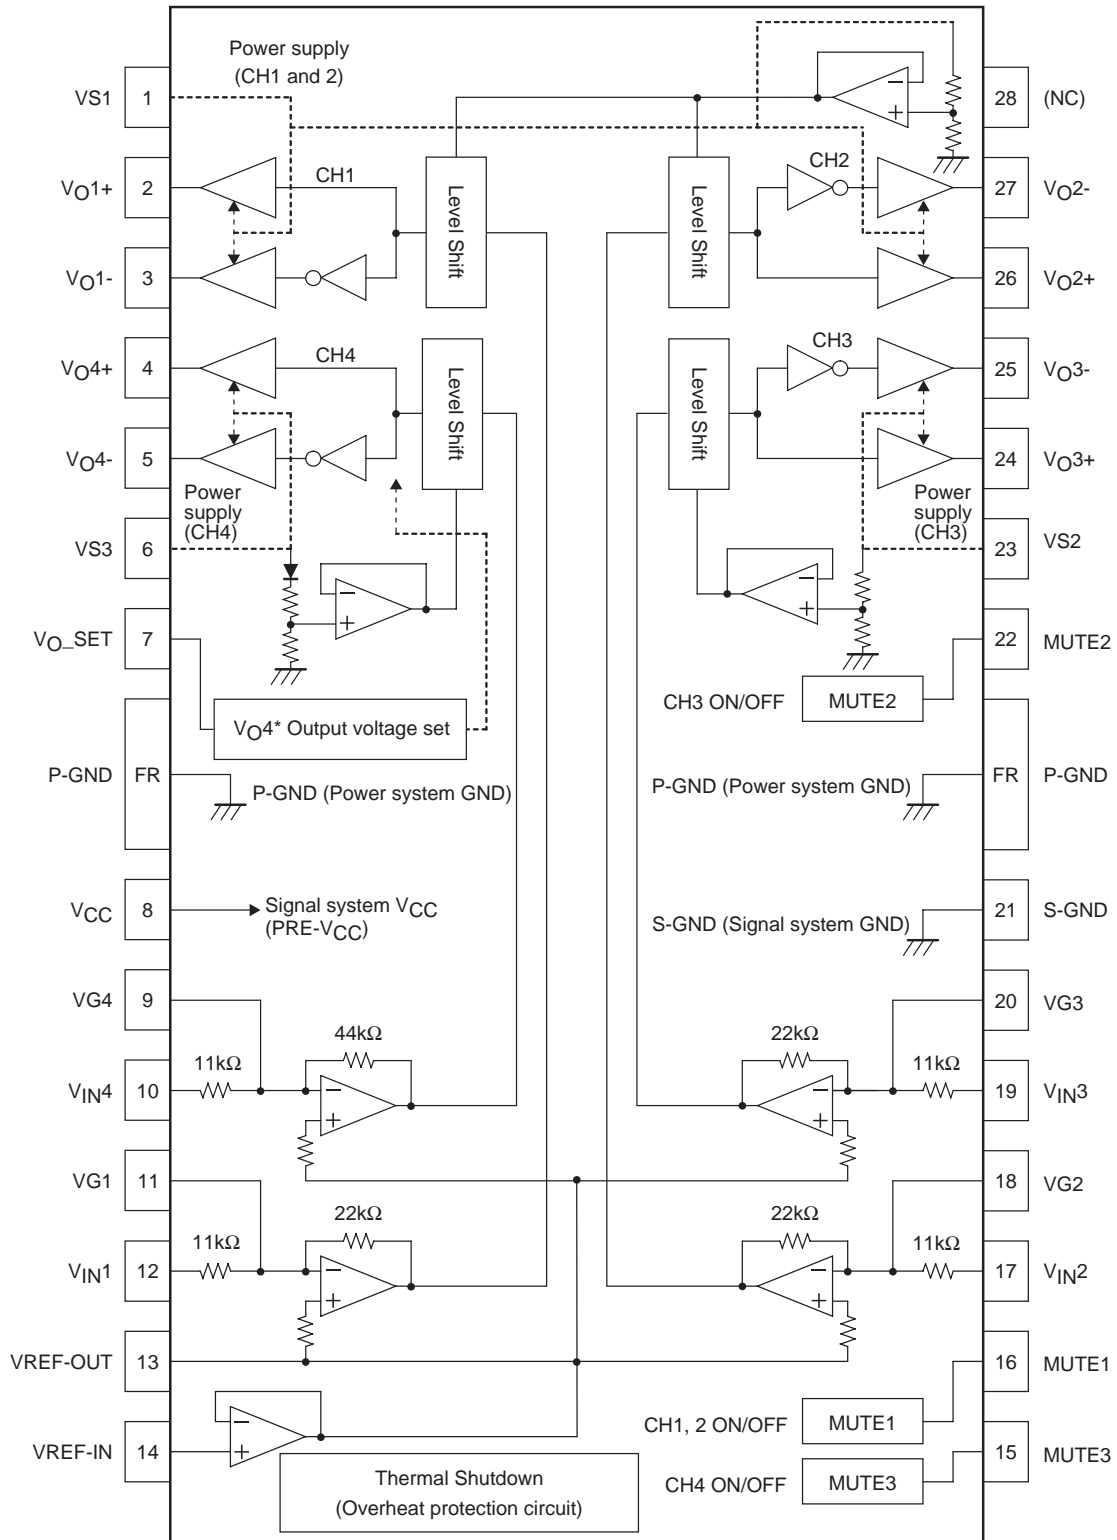 Power supply
(CH1 and 2)
VS1 1
28 (NC)
VO1+ 2
CH1
Level Shift
Level Shift
CH2
27 VO2-
VO1- 3
26 VO2+
VO4+ 4
CH4
Level Shift
Level Shift
CH3
25 VO3-
VO4- 5
24 VO3+
Power
supply
(CH4)
Power
supply
(CH3)
VS3 6
23 VS2
VO_SET 7
22 MUTE2
CH3 ON/OFF MUTE2
VO4* Output voltage set
P-GND FR
P-GND (Power system GND)
P-GND (Power system GND)
FR P-GND
VCC 8
Signal system VCC
(PRE-VCC)
S-GND (Signal system GND)
21 S-GND
VG4 9
20 VG3
44kΩ
22kΩ
11kΩ
11kΩ
VIN4 10
− +
− +
19 VIN3
VG1 11
18 VG2
22kΩ
22kΩ
11kΩ
11kΩ
VIN1 12
− +
− +
17 VIN2
VREF-OUT 13
16 MUTE1
CH1, 2 ON/OFF MUTE1
VREF-IN 14
− +
15 MUTE3
CH4 ON/OFF MUTE3
Thermal Shutdown
(Overheat protection circuit)